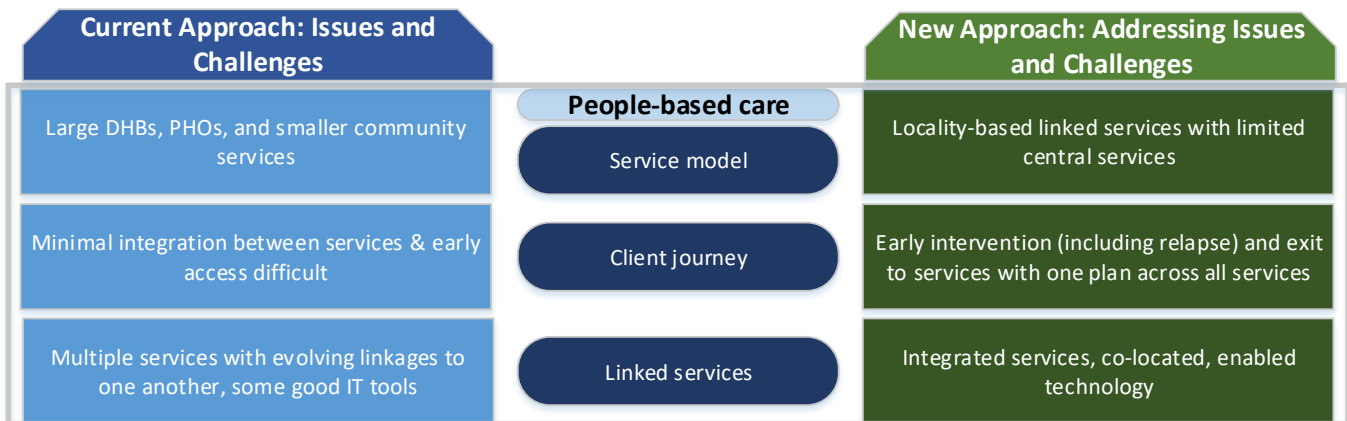 Current Approach: Issues and
Challenges
New Approach: Addressing Issues
and Challenges
People-based care
Large DHBs, PHOs, and smaller community
services
Service model
Locality-based linked services with limited
central services
Minimal integration between services & early
access difficult
Client journey
Early intervention (including relapse) and exit
to services with one plan across all services
Multiple services with evolving linkages to
one another, some good IT tools
Linked services
Integrated services, co-located, enabled
technology